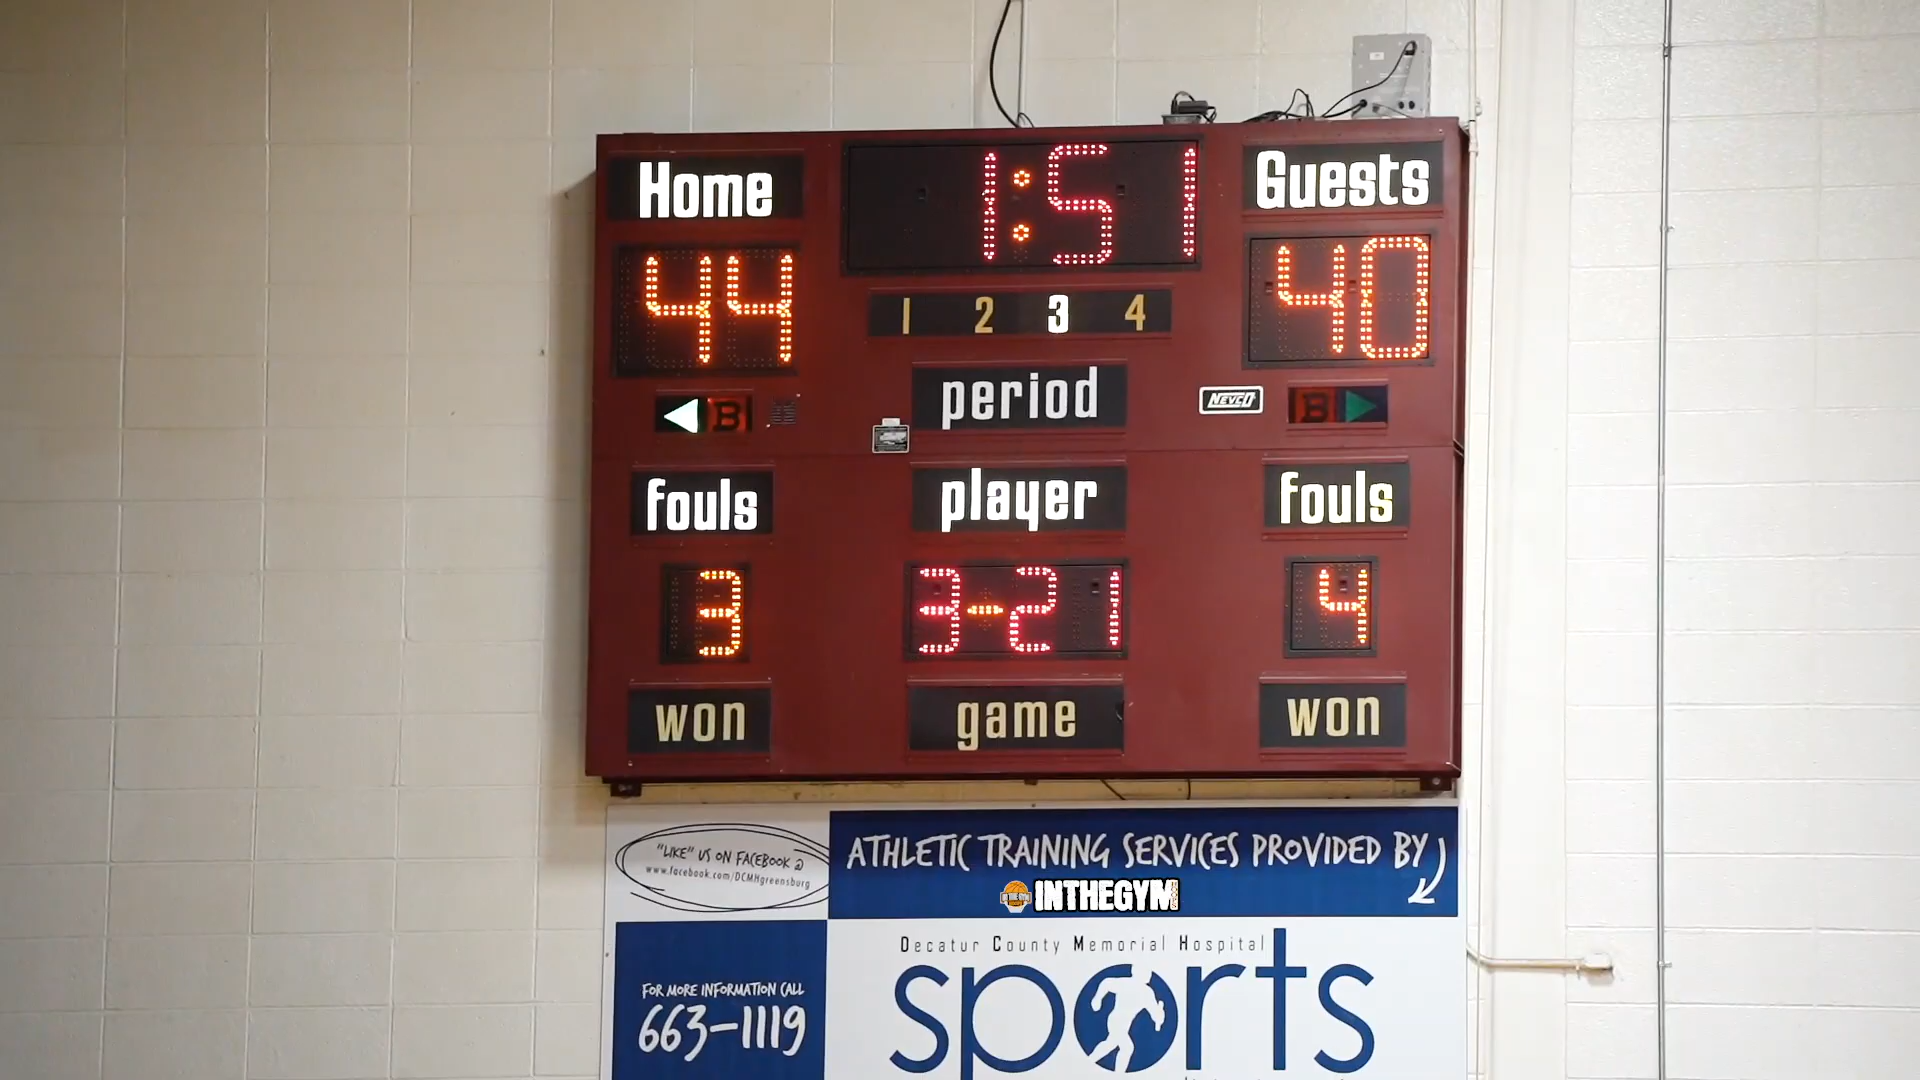 Home
1:51
Guests
44
40
1 2 3 4
period
B
NEVCO
B
fouls
player
fouls
3
3-21
4
won
game
won
"LIKE" US ON FACEBOOK @
www.facebook.com/DCMHgreensburg
ATHLETIC TRAINING SERVICES PROVIDED BY
INTHEGYM
Decatur County Memorial Hospital
sports
FOR MORE INFORMATION CALL
663-1119